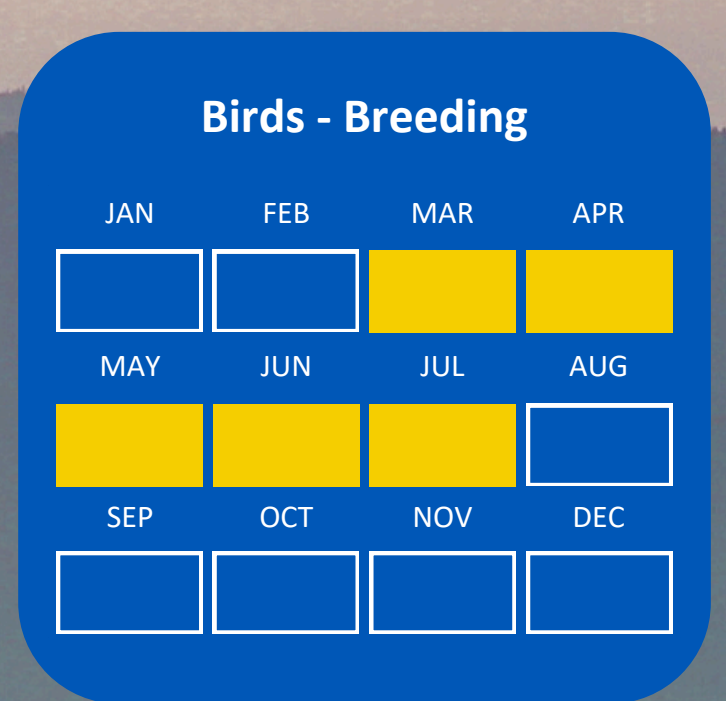 Birds - Breeding
JAN FEB MAR APR
MAY JUN JUL AUG
SEP OCT NOV DEC